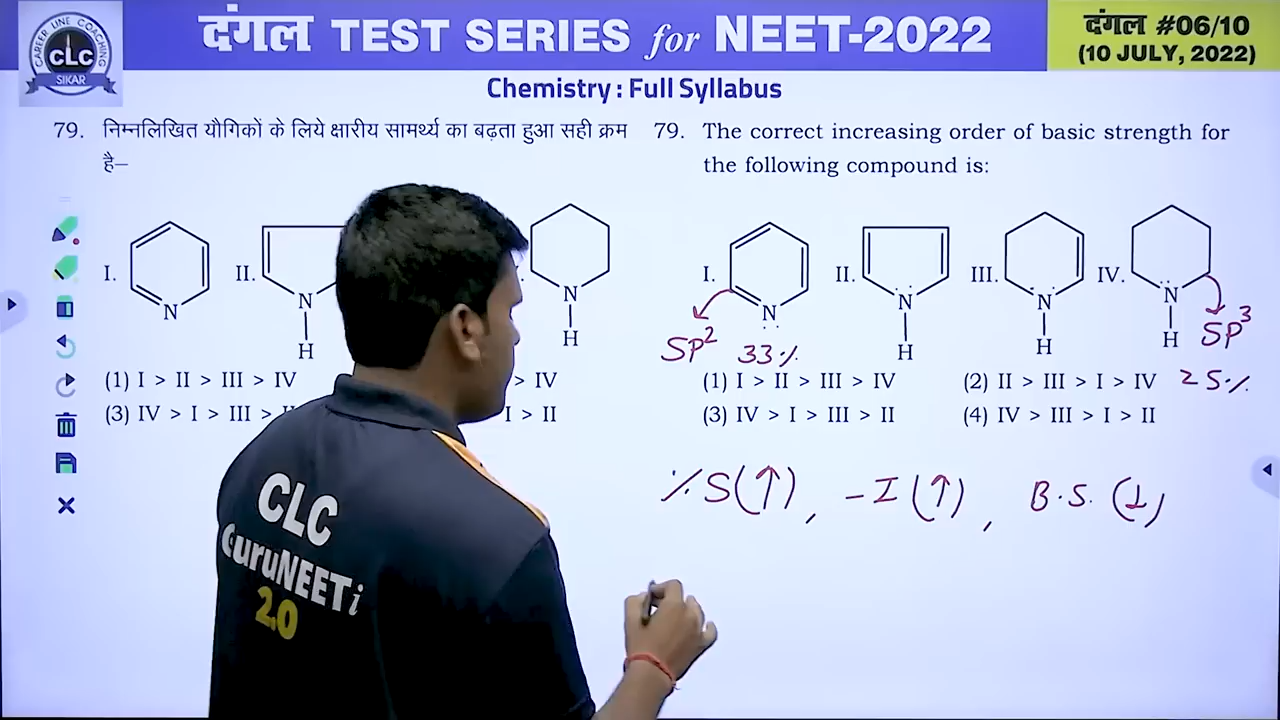 CAREER LINE COACHING
CLC
SIKAR
दंगल TEST SERIES for NEET-2022
दंगल #06/10
(10 JULY, 2022)
Chemistry : Full Syllabus
79. निम्नलिखित यौगिकों के लिये क्षारीय सामर्थ्य का बढ़ता हुआ सही क्रम
है–
I.
N
II.
N
H
N
H
(1) I > II > III > IV
> IV
(3) IV > I > III >
I > II
79. The correct increasing order of basic strength for
the following compound is:
I.
N
II.
N
H
III.
N
H
IV.
N
H
SP2 33%
SP3
25%
(1) I > II > III > IV
(2) II > III > I > IV
(3) IV > I > III > II
(4) IV > III > I > II
% S(↑), -I(↑), B.S.(↓)
CLC
GuruNEETi
2.0